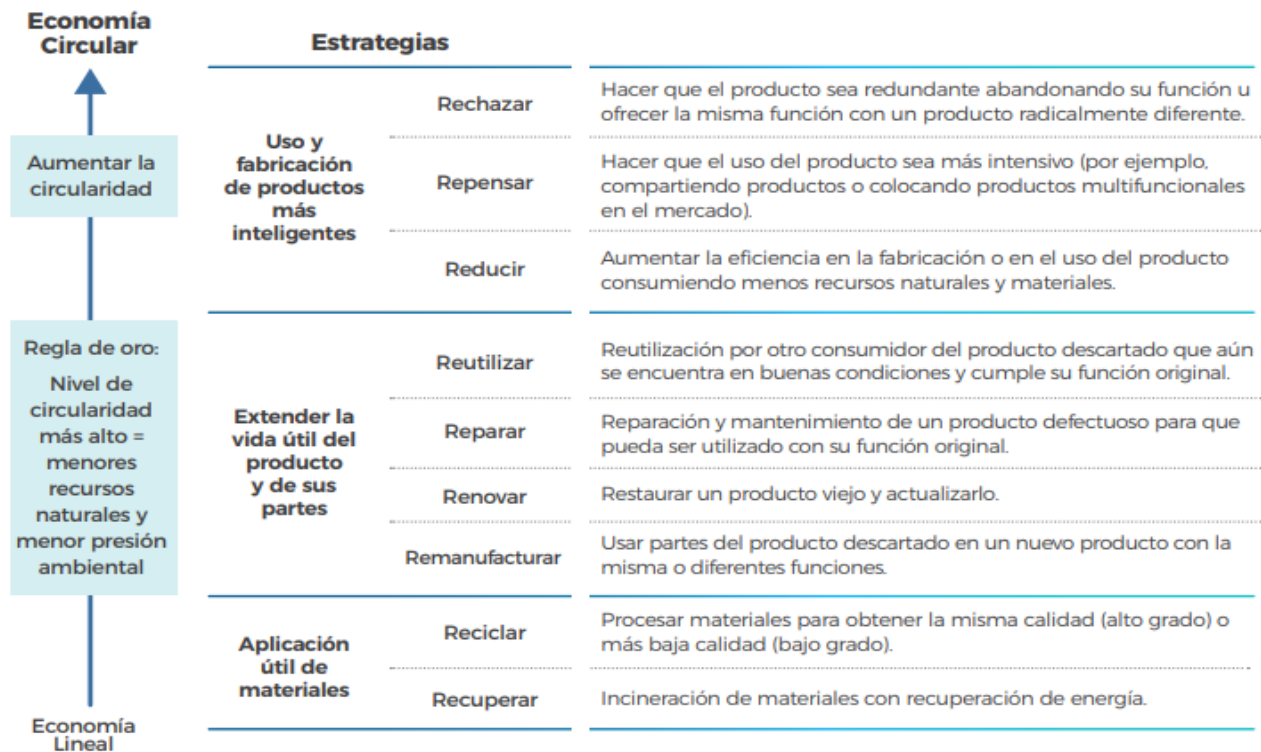 Economía
Circular
Estrategias
Aumentar la
circularidad
Regla de oro:
Nivel de
circularidad
más alto =
menores
recursos
naturales y
menor presión
ambiental
Economía
Lineal
Uso y
fabricación
de productos
más
inteligentes
Rechazar
Hacer que el producto sea redundante abandonando su función u
ofrecer la misma función con un producto radicalmente diferente.
Repensar
Hacer que el uso del producto sea más intensivo (por ejemplo,
compartiendo productos o colocando productos multifuncionales
en el mercado).
Reducir
Aumentar la eficiencia en la fabricación o en el uso del producto
consumiendo menos recursos naturales y materiales.
Extender la
vida útil del
producto
y de sus
partes
Reutilizar
Reutilización por otro consumidor del producto descartado que aún
se encuentra en buenas condiciones y cumple su función original.
Reparar
Reparación y mantenimiento de un producto defectuoso para que
pueda ser utilizado con su función original.
Renovar
Restaurar un producto viejo y actualizarlo.
Remanufacturar
Usar partes del producto descartado en un nuevo producto con la
misma o diferentes funciones.
Aplicación
útil de
materiales
Reciclar
Procesar materiales para obtener la misma calidad (alto grado) o
más baja calidad (bajo grado).
Recuperar
Incineración de materiales con recuperación de energía.